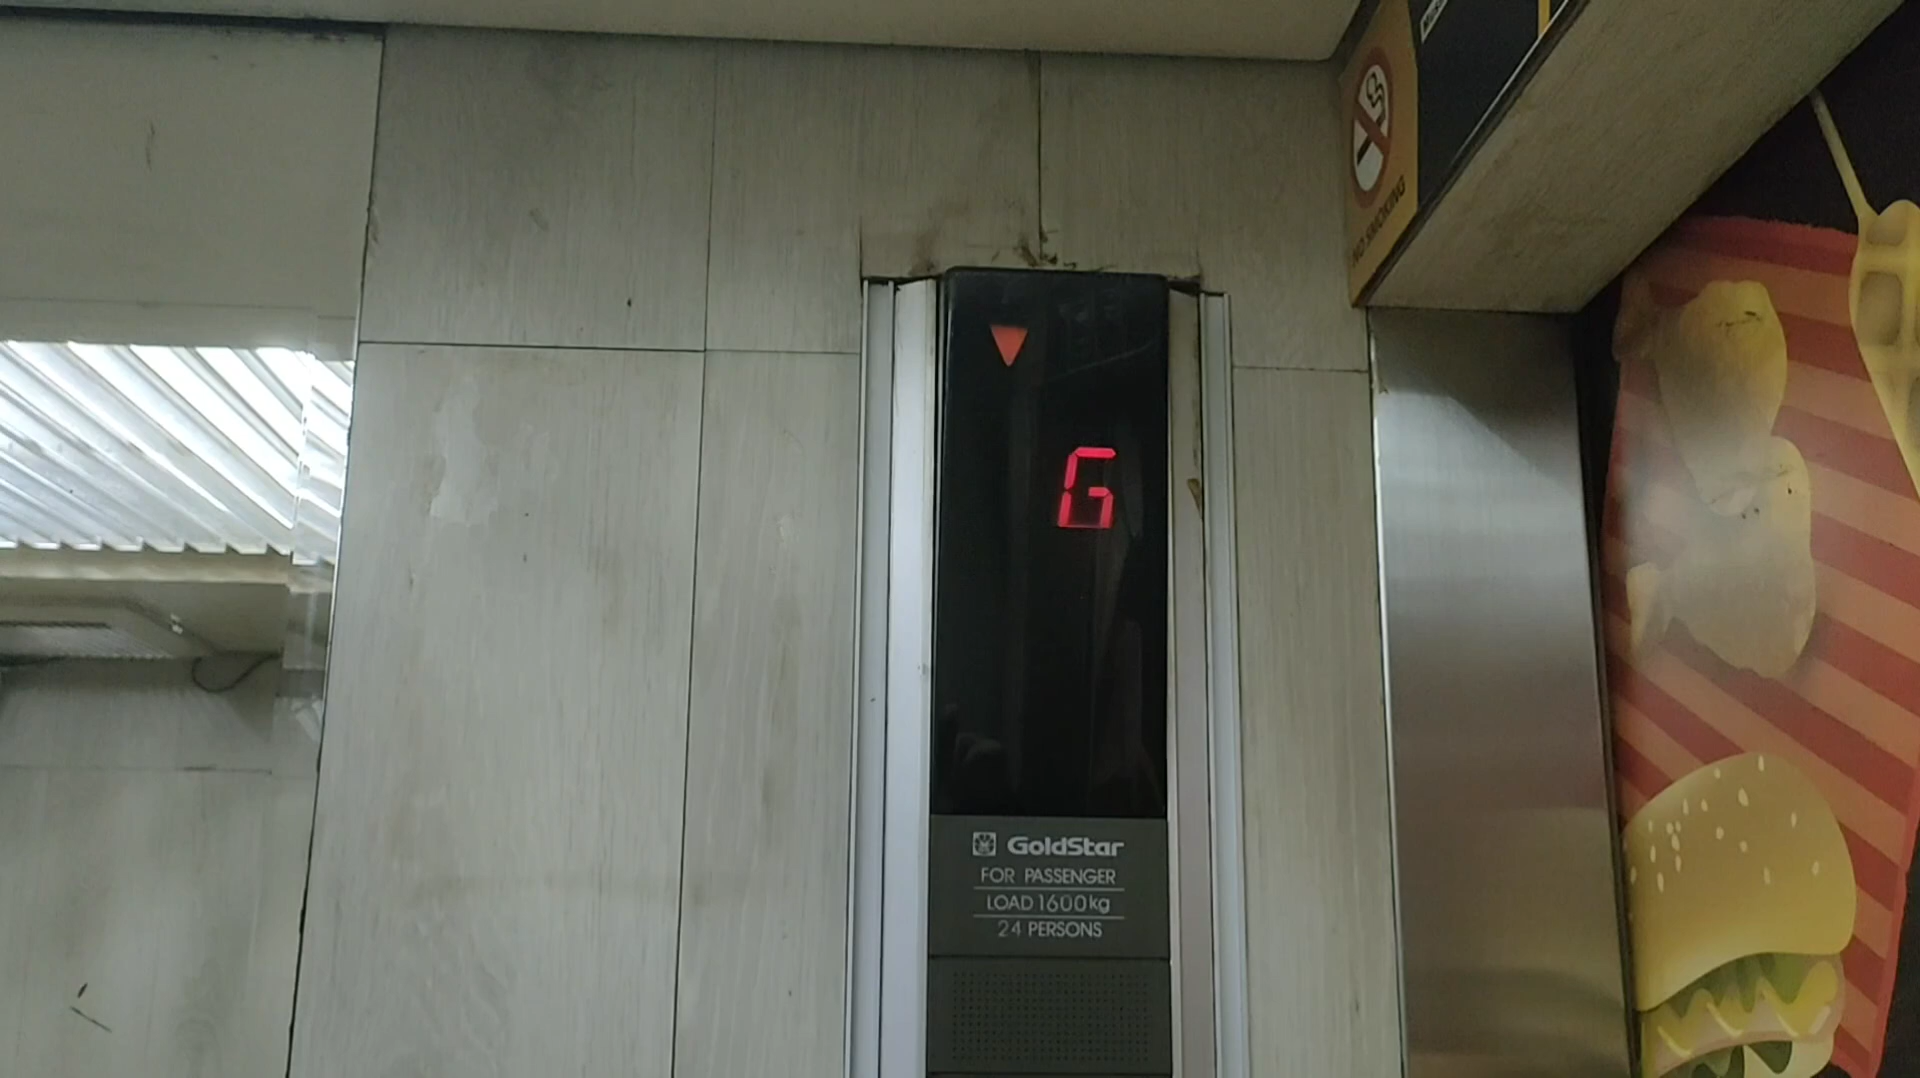 NO SMOKING
G
GoldStar
FOR PASSENGER
LOAD 1600kg
24 PERSONS